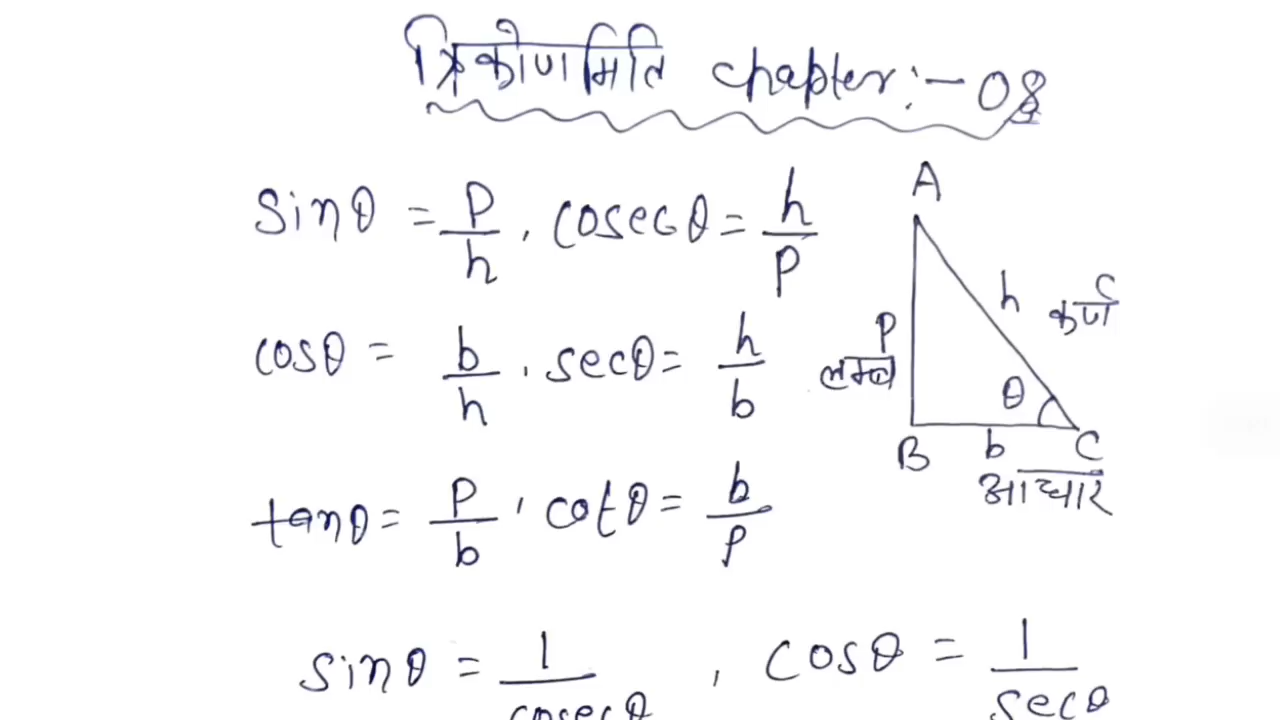 त्रिकोणमिति chapter :- 08
sinθ = P/h , cosecθ = h/P
cosθ = b/h , secθ = h/b
tanθ = P/b , cotθ = b/P
A
P
लम्ब
h
कर्ण
θ
B
b
C
आधार
sinθ = 1/cosecθ , cosθ = 1/secθ